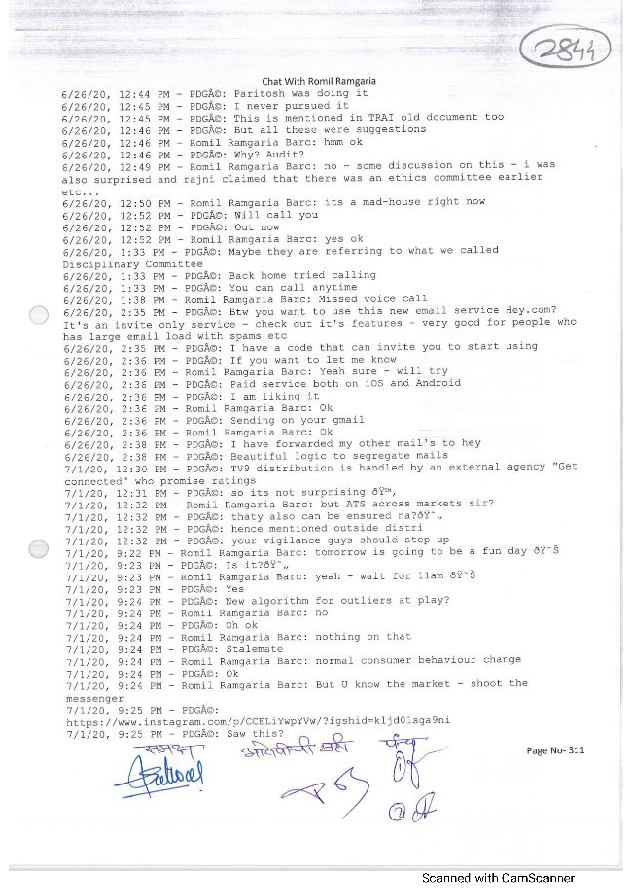 2844
Chat With Romil Ramgaria
6/26/20, 12:44 PM - PDGÃ©: Paritosh was doing it
6/26/20, 12:45 PM - PDGÃ©: I never pursued it
6/26/20, 12:45 PM - PDGÃ©: This is mentioned in TRAI old document too
6/26/20, 12:46 PM - PDGÃ©: But all these were suggestions
6/26/20, 12:46 PM - Romil Ramgaria Barc: hmm ok
6/26/20, 12:46 PM - PDGÃ©: Why? Audit?
6/26/20, 12:49 PM - Romil Ramgaria Barc: no - some discussion on this - i was
also surprised and rajni claimed that there was an ethics committee earlier
etc...
6/26/20, 12:50 PM - Romil Ramgaria Barc: its a mad-house right now
6/26/20, 12:52 PM - PDGÃ©: Will call you
6/26/20, 12:52 PM - PDGÃ©: Out now
6/26/20, 12:52 PM - Romil Ramgaria Barc: yes ok
6/26/20, 1:33 PM - PDGÃ©: Maybe they are referring to what we called
Disciplinary Committee
6/26/20, 1:33 PM - PDGÃ©: Back home tried calling
6/26/20, 1:33 PM - PDGÃ©: You can call anytime
6/26/20, 1:38 PM - Romil Ramgaria Barc: Missed voice call
6/26/20, 2:35 PM - PDGÃ©: Btw you want to use this new email service Hey.com?
It's an invite only service - check out it's features - very good for people who
has large email load with spams etc
6/26/20, 2:35 PM - PDGÃ©: I have a code that can invite you to start using
6/26/20, 2:36 PM - PDGÃ©: If you want to let me know
6/26/20, 2:36 PM - Romil Ramgaria Barc: Yeah sure - will try
6/26/20, 2:36 PM - PDGÃ©: Paid service both on iOS and Android
6/26/20, 2:36 PM - PDGÃ©: I am liking it
6/26/20, 2:36 PM - Romil Ramgaria Barc: Ok
6/26/20, 2:36 PM - PDGÃ©: Sending on your gmail
6/26/20, 2:36 PM - Romil Ramgaria Barc: Ok
6/26/20, 2:38 PM - PDGÃ©: I have forwarded my other mail's to hey
6/26/20, 2:38 PM - PDGÃ©: Beautiful logic to segregate mails
7/1/20, 12:30 PM - PDGÃ©: TV9 distribution is handled by an external agency "Get
connected" who promise ratings
7/1/20, 12:31 PM - PDGÃ©: so its not surprising ðŸ™„
7/1/20, 12:32 PM - Romil Ramgaria Barc: but ATS across markets sir?
7/1/20, 12:32 PM - PDGÃ©: thaty also can be ensured na?ðŸ˜„
7/1/20, 12:32 PM - PDGÃ©: hence mentioned outside distri
7/1/20, 12:32 PM - PDGÃ©: your vigilance guys should step up
7/1/20, 9:22 PM - Romil Ramgaria Barc: tomorrow is going to be a fun day ðŸ˜Š
7/1/20, 9:23 PM - PDGÃ©: Is it?ðŸ˜„
7/1/20, 9:23 PM - Romil Ramgaria Barc: yeah - wait for 11am ðŸ˜Š
7/1/20, 9:23 PM - PDGÃ©: Yes
7/1/20, 9:24 PM - PDGÃ©: New algorithm for outliers at play?
7/1/20, 9:24 PM - Romil Ramgaria Barc: no
7/1/20, 9:24 PM - PDGÃ©: Oh ok
7/1/20, 9:24 PM - Romil Ramgaria Barc: nothing on that
7/1/20, 9:24 PM - PDGÃ©: Stalemate
7/1/20, 9:24 PM - Romil Ramgaria Barc: normal consumer behaviour change
7/1/20, 9:24 PM - PDGÃ©: Ok
7/1/20, 9:24 PM - Romil Ramgaria Barc: But U know the market - shoot the
messenger
7/1/20, 9:25 PM - PDGÃ©:
https://www.instagram.com/p/CCELiYwpYVw/?igshid=kljd01sga9ni
7/1/20, 9:25 PM - PDGÃ©: Saw this?
समक्ष
पंच
Page No- 311
Scanned with CamScanner